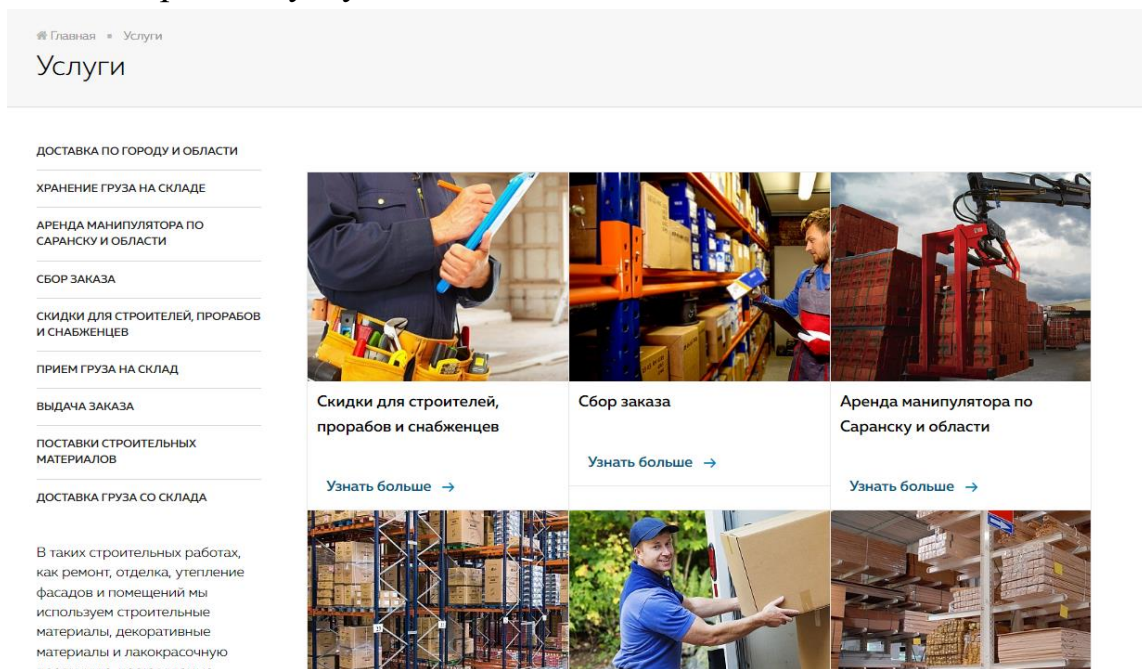 Главная ▪ Услуги
Услуги
ДОСТАВКА ПО ГОРОДУ И ОБЛАСТИ
ХРАНЕНИЕ ГРУЗА НА СКЛАДЕ
АРЕНДА МАНИПУЛЯТОРА ПО
САРАНСКУ И ОБЛАСТИ
СБОР ЗАКАЗА
СКИДКИ ДЛЯ СТРОИТЕЛЕЙ, ПРОРАБОВ
И СНАБЖЕНЦЕВ
ПРИЕМ ГРУЗА НА СКЛАД
ВЫДАЧА ЗАКАЗА
ПОСТАВКИ СТРОИТЕЛЬНЫХ
МАТЕРИАЛОВ
ДОСТАВКА ГРУЗА СО СКЛАДА
В таких строительных работах,
как ремонт, отделка, утепление
фасадов и помещений мы
используем строительные
материалы, декоративные
материалы и лакокрасочную
Скидки для строителей,
прорабов и снабженцев
Узнать больше →
Сбор заказа
Узнать больше →
Аренда манипулятора по
Саранску и области
Узнать больше →